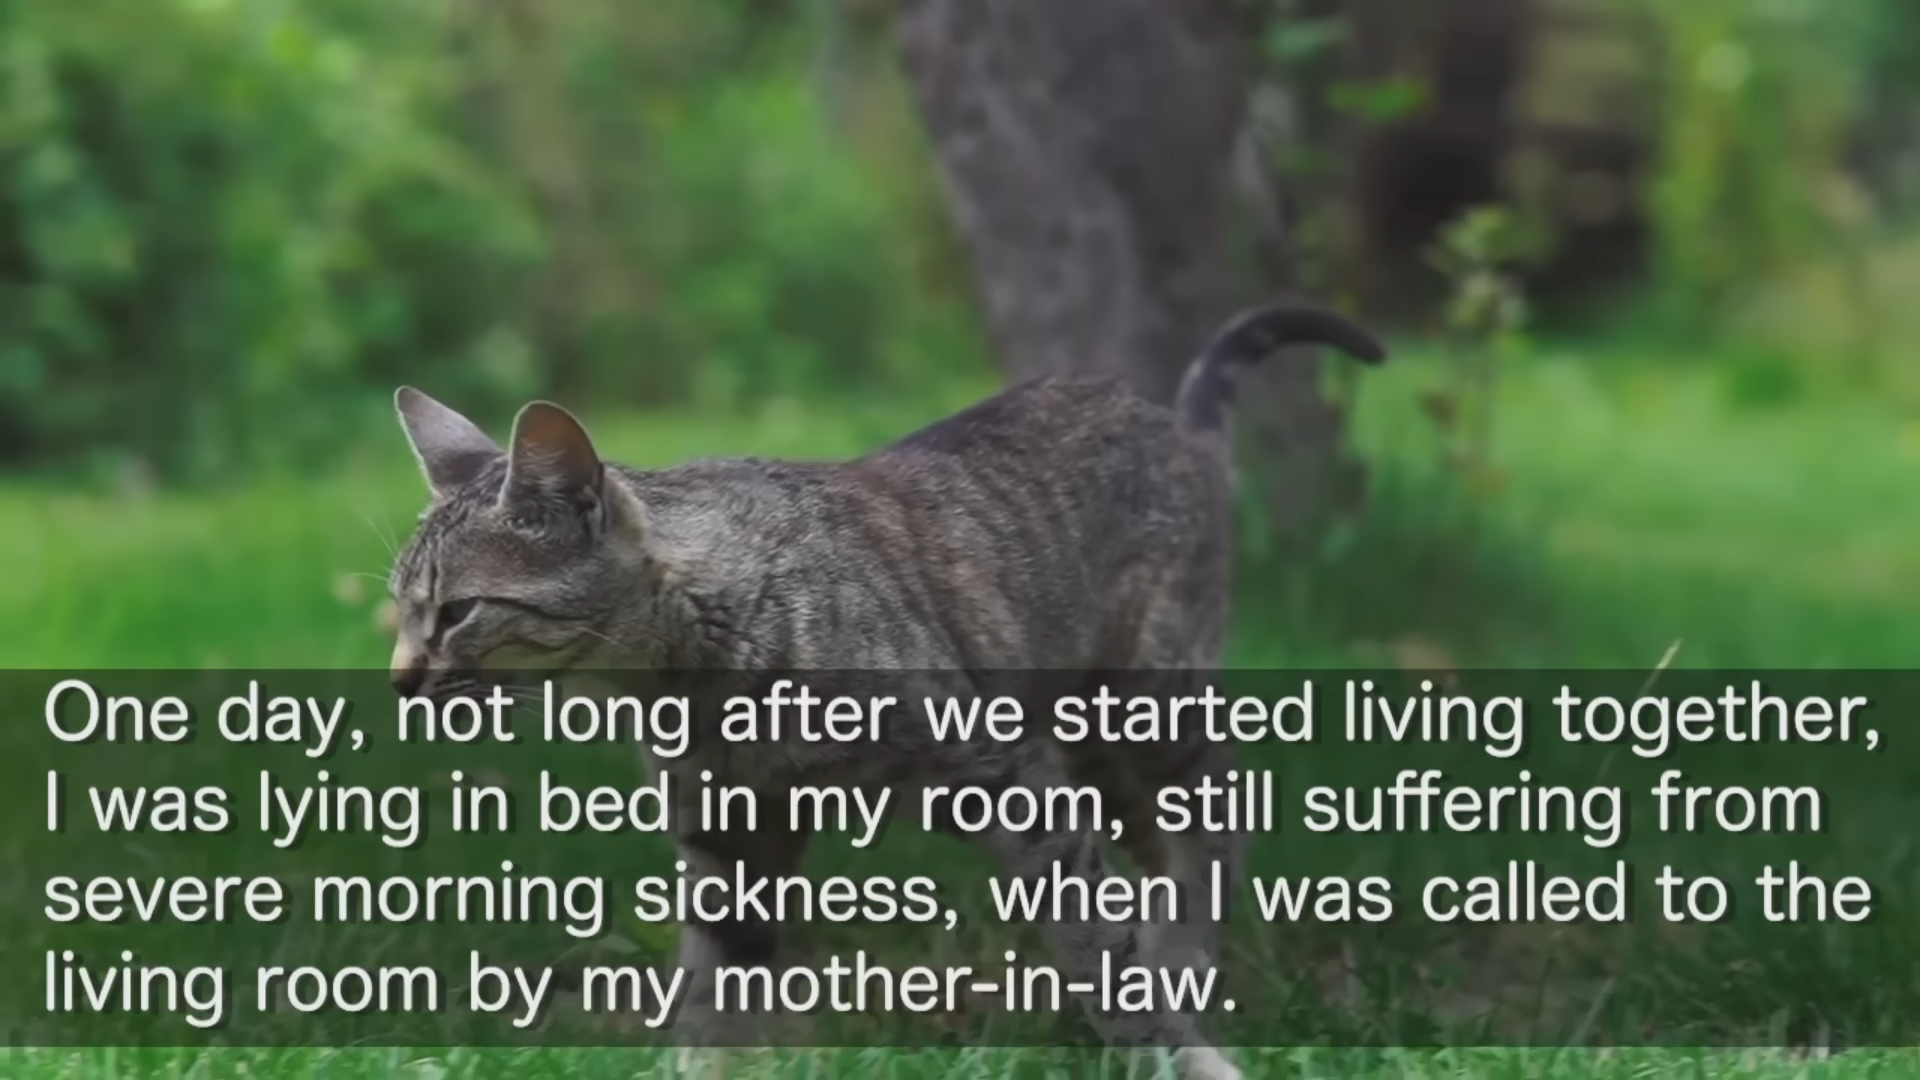 One day, not long after we started living together,
I was lying in bed in my room, still suffering from
severe morning sickness, when I was called to the
living room by my mother-in-law.